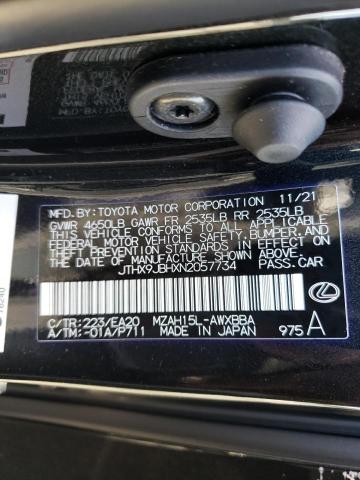 MFD. BY: TOYOTA MOTOR CORPORATION 11/21
GVWR 4650LB GAWR FR 2535LB RR 2535LB
THIS VEHICLE CONFORMS TO ALL APPLICABLE
FEDERAL MOTOR VEHICLE SAFETY, BUMPER, AND
THEFT PREVENTION STANDARDS IN EFFECT ON
THE DATE OF MANUFACTURE SHOWN ABOVE.
JTHX9JBHXN2057734 PASS.CAR
C/TR:223/EA20 MZAH15L-AWXBBA
A/TM:-01A/P711 MADE IN JAPAN 975 A